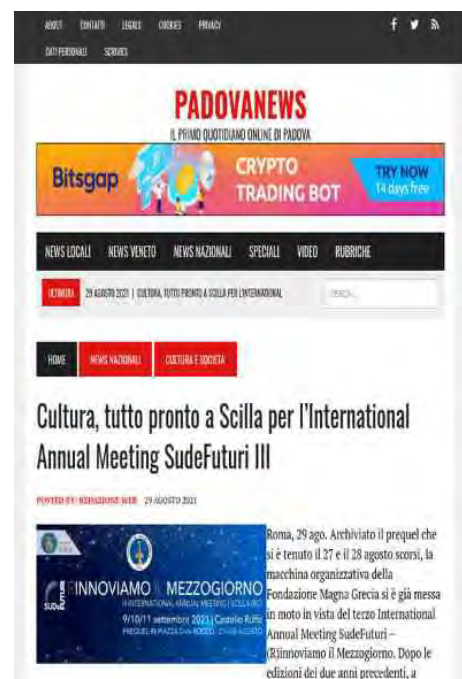 ABOUT CONTATTI LEGALS COOKIES PRIVACY
DATI PERSONALI SCRIVICI
PADOVANEWS
IL PRIMO QUOTIDIANO ONLINE DI PADOVA
Bitsgap
CRYPTO
TRADING BOT
TRY NOW
14 days free
NEWS LOCALI NEWS VENETO NEWS NAZIONALI SPECIALI VIDEO RUBRICHE
ULTIMORA 29 AGOSTO 2021 | CULTURA, TUTTO PRONTO A SCILLA PER L'INTERNATIONAL
CERCA...
HOME NEWS NAZIONALI CULTURA E SOCIETÀ
Cultura, tutto pronto a Scilla per l'International
Annual Meeting SudeFuturi III
POSTED BY: REDAZIONE WEB 29 AGOSTO 2021
SUDEFUTURI
INNOVIAMO IL MEZZOGIORNO
III INTERNATIONAL ANNUAL MEETING | SCILLA (RC)
9/10/11 settembre 2021 | Castello Ruffo
PREQUEL IN PIAZZA SAN ROCCO
Roma, 29 ago. Archiviato il prequel che
si è tenuto il 27 e il 28 agosto scorsi, la
macchina organizzativa della
Fondazione Magna Grecia si è già messa
in moto in vista del terzo International
Annual Meeting SudeFuturi –
(R)innoviamo il Mezzogiorno. Dopo le
edizioni dei due anni precedenti, a